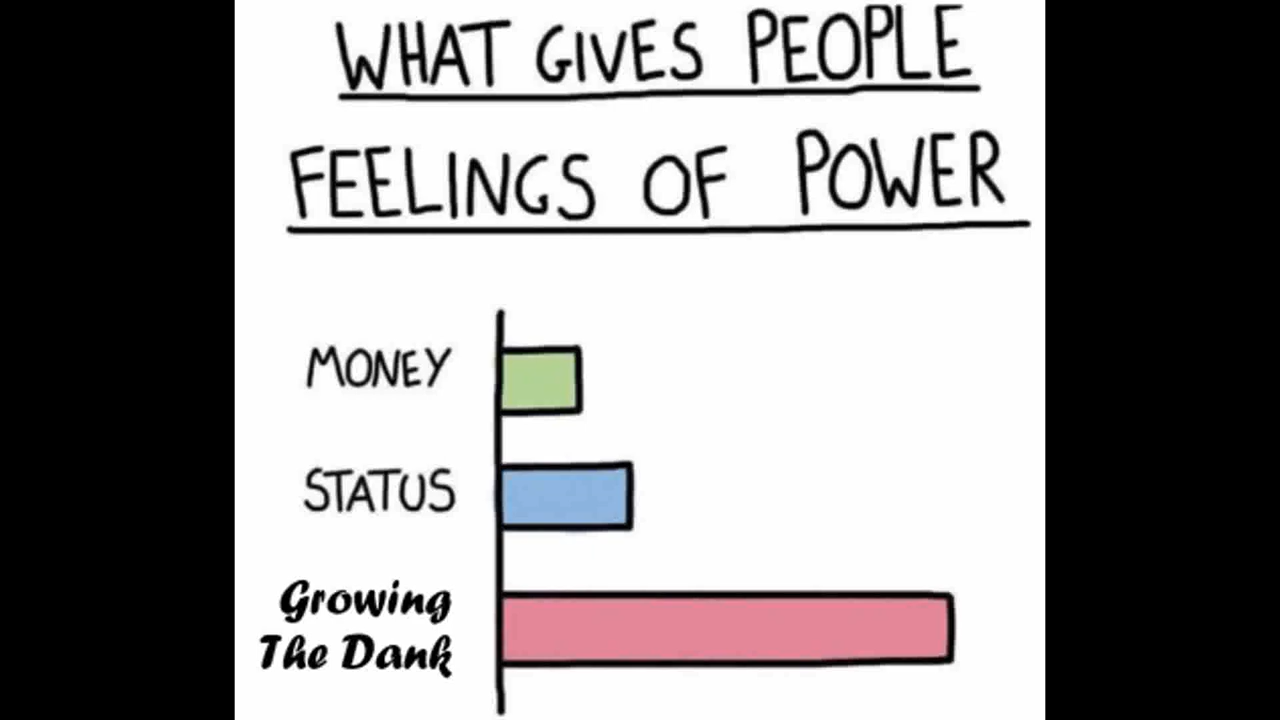 WHAT GIVES PEOPLE
FEELINGS OF POWER
MONEY
STATUS
Growing
The Dank